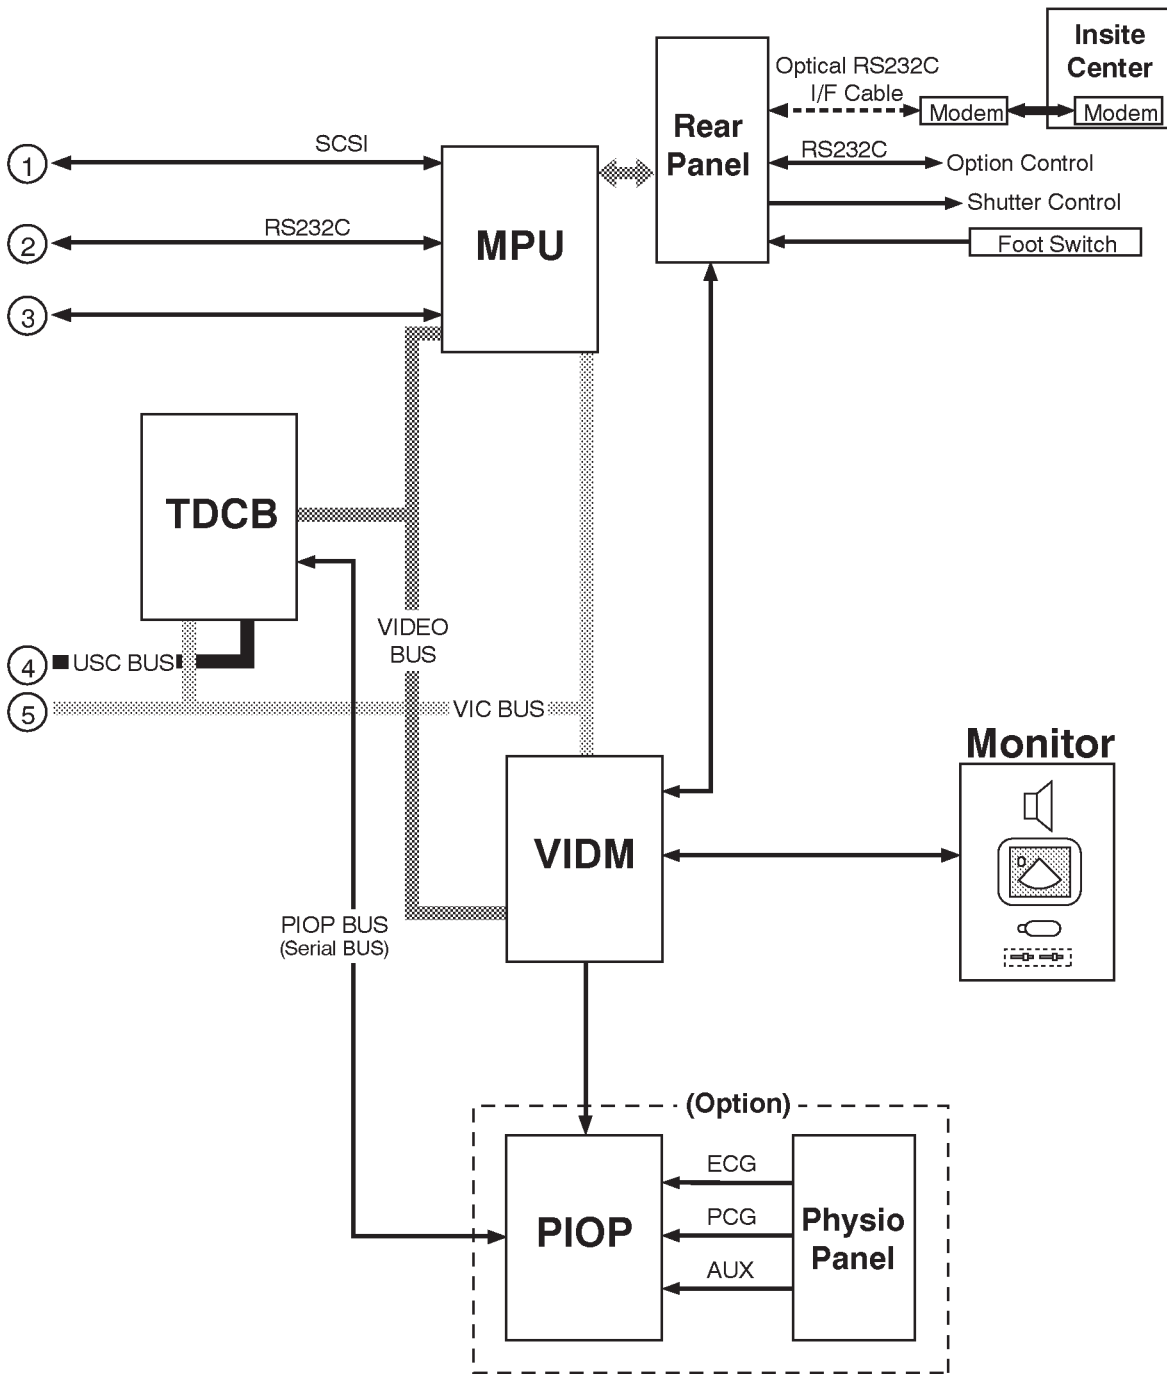 Insite
Center
Optical RS232C
I/F Cable
Modem
Modem
Rear
Panel
RS232C
Option Control
Shutter Control
Foot Switch
1
SCSI
2
RS232C
3
MPU
TDCB
VIDEO
BUS
4
USC BUS
5
VIC BUS
Monitor
VIDM
D
PIOP BUS
(Serial BUS)
(Option)
PIOP
ECG
PCG
AUX
Physio
Panel